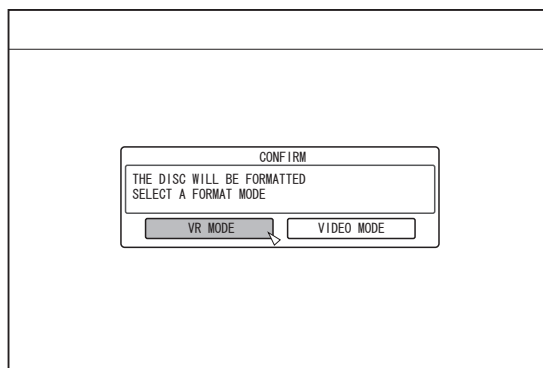 CONFIRM
THE DISC WILL BE FORMATTED
SELECT A FORMAT MODE
VR MODE VIDEO MODE